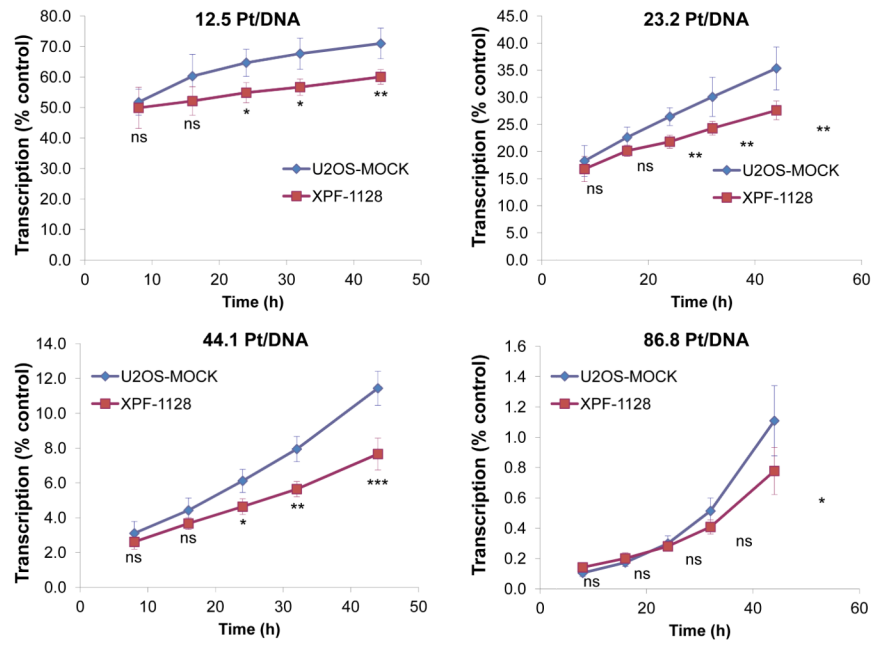 12.5 Pt/DNA
Transcription (% control)
80.0
70.0
60.0
50.0
40.0
30.0
20.0
10.0
0.0
ns
ns
*
*
**
U2OS-MOCK
XPF-1128
0
10
20
30
40
50
Time (h)
23.2 Pt/DNA
Transcription (% control)
45.0
40.0
35.0
30.0
25.0
20.0
15.0
10.0
5.0
0.0
ns
ns
**
**
**
U2OS-MOCK
XPF-1128
0
20
40
60
Time (h)
44.1 Pt/DNA
Transcription (% control)
14.0
12.0
10.0
8.0
6.0
4.0
2.0
0.0
U2OS-MOCK
XPF-1128
ns
ns
*
**
***
0
10
20
30
40
50
Time (h)
86.8 Pt/DNA
Transcription (% control)
1.6
1.4
1.2
1.0
0.8
0.6
0.4
0.2
0.0
U2OS-MOCK
XPF-1128
ns
ns
ns
ns
*
0
20
40
60
Time (h)